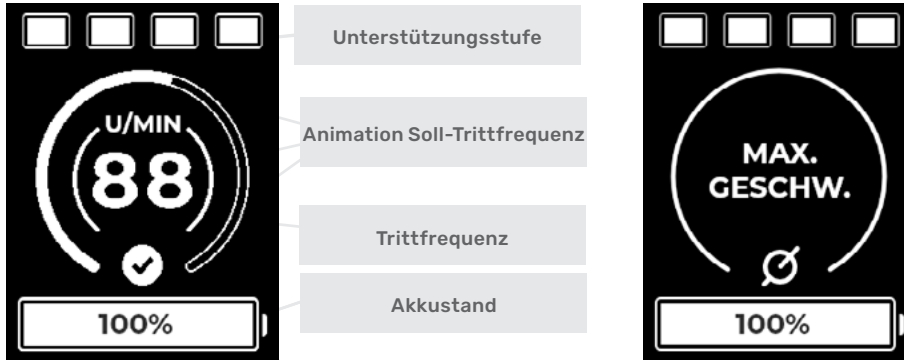 Unterstützungsstufe
U/MIN
88
Animation Soll-Trittfrequenz
Trittfrequenz
100%
Akkustand
MAX.
GESCHW.
100%